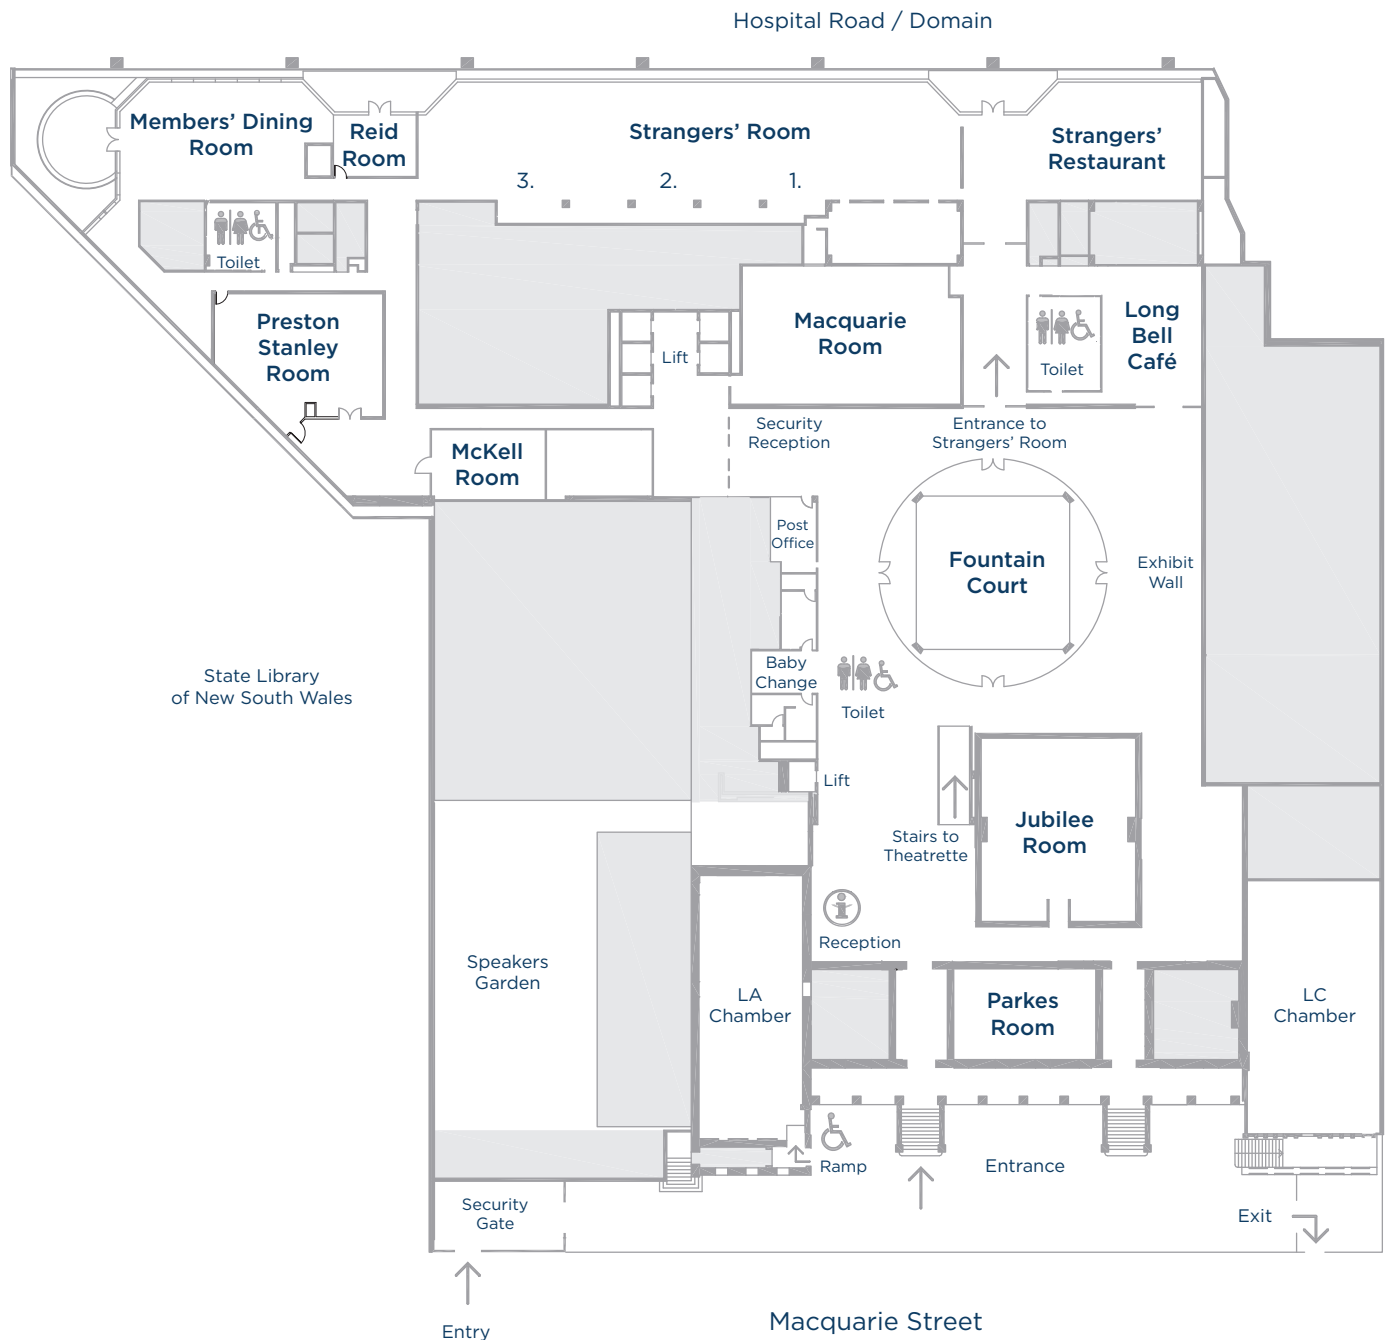 Hospital Road / Domain
Members’ Dining
Room
Reid
Room
Strangers’ Room
Strangers’
Restaurant
3.
2.
1.
Toilet
Preston
Stanley
Room
Lift
Macquarie
Room
Toilet
Long
Bell
Café
Security
Reception
Entrance to
Strangers’ Room
McKell
Room
Post
Office
Fountain
Court
Exhibit
Wall
State Library
of New South Wales
Baby
Change
Toilet
Lift
Stairs to
Theatrette
Jubilee
Room
Reception
Speakers
Garden
LA
Chamber
Parkes
Room
LC
Chamber
Ramp
Entrance
Security
Gate
Exit
Entry
Macquarie Street